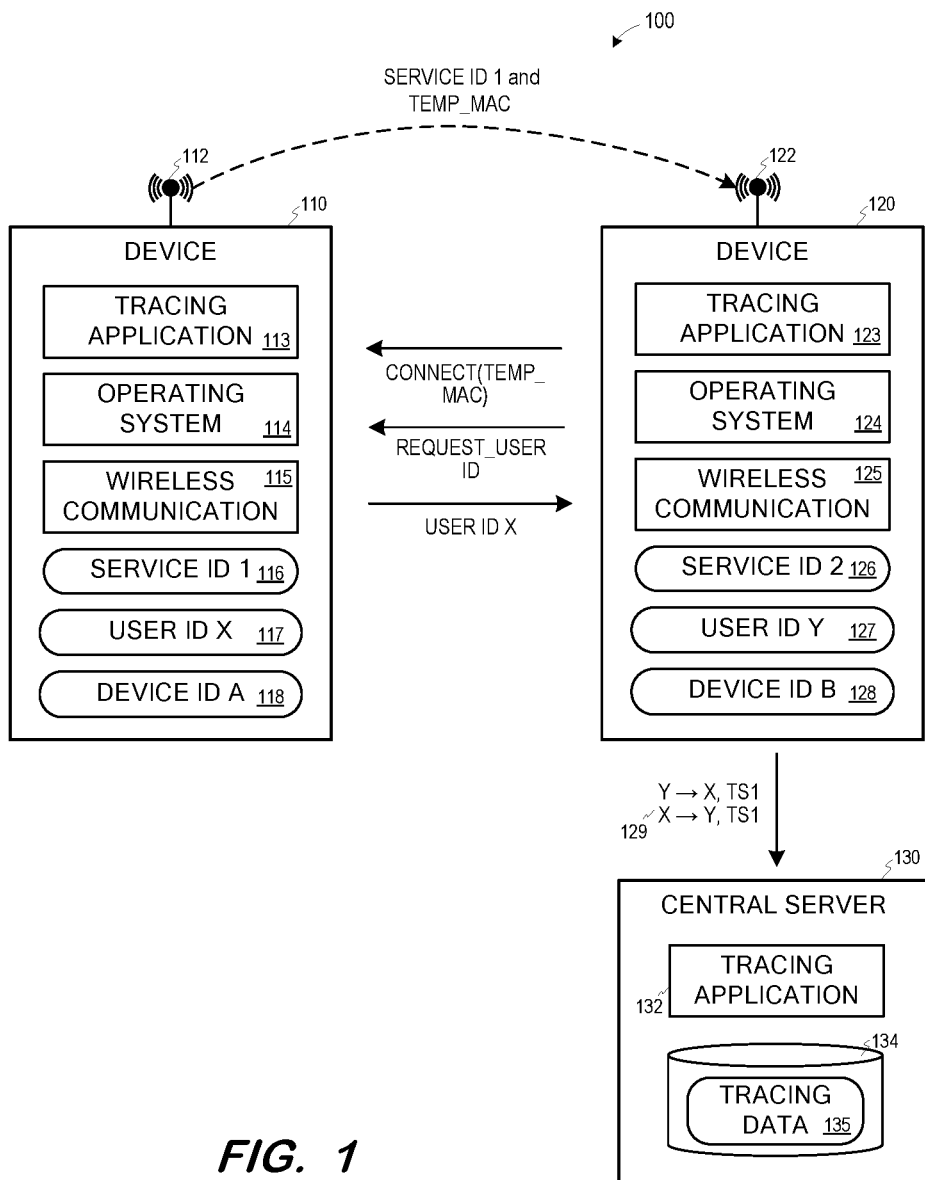 100
SERVICE ID 1 and
TEMP_MAC
112
122
110
120
DEVICE
TRACING
APPLICATION 113
OPERATING
SYSTEM 114
WIRELESS 115
COMMUNICATION
SERVICE ID 1 116
USER ID X 117
DEVICE ID A 118
CONNECT(TEMP_
MAC)
REQUEST_USER
ID
USER ID X
DEVICE
TRACING
APPLICATION 123
OPERATING
SYSTEM 124
WIRELESS 125
COMMUNICATION
SERVICE ID 2 126
USER ID Y 127
DEVICE ID B 128
Y → X, TS1
129 X → Y, TS1
130
CENTRAL SERVER
TRACING
APPLICATION
132
134
TRACING
DATA 135
FIG. 1